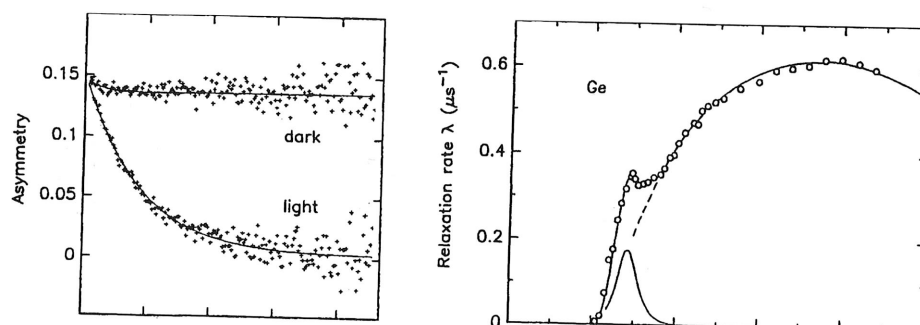 0.15
0.1
0.05
0
Asymmetry
dark
light
0.6
0.4
0.2
0
Relaxation rate λ (μs⁻¹)
Ge